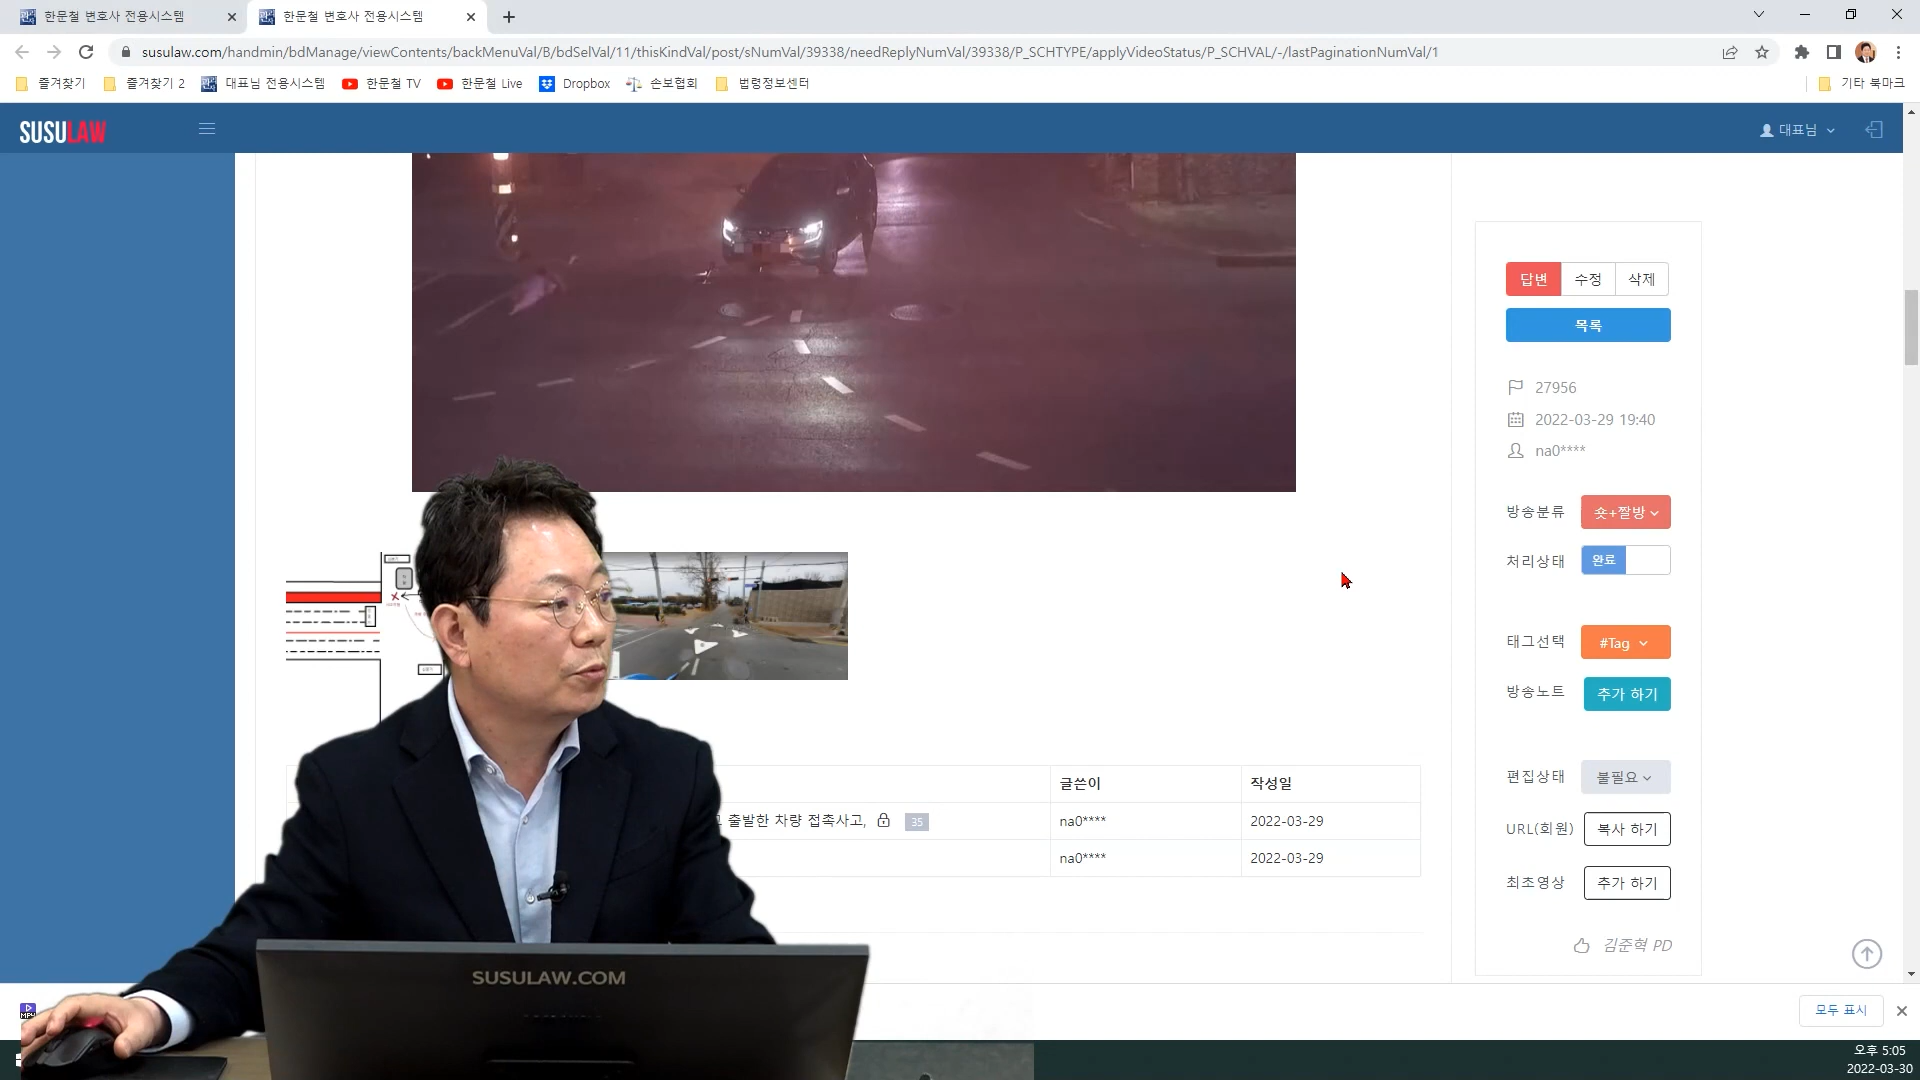 한문철 변호사 전용시스템
한문철 변호사 전용시스템
susulaw.com/handmin/bdManage/viewContents/backMenuVal/B/bdSelVal/11/thisKindVal/post/sNumVal/39338/needReplyNumVal/39338/P_SCHTYPE/applyVideoStatus/P_SCHVAL/-/lastPaginationNumVal/1
즐겨찾기
즐겨찾기 2
대표님 전용시스템
한문철 TV
한문철 Live
Dropbox
손보협회
법령정보센터
기타 북마크
SUSULAW
대표님
답변 수정 삭제
목록
27956
2022-03-29 19:40
na0****
방송분류 숏+짤방
처리상태 완료
태그선택 #Tag
방송노트 추가 하기
편집상태 불필요
URL(회원) 복사 하기
최초영상 추가 하기
김준혁 PD
글쓴이 작성일
출발한 차량 접촉사고, 35 na0**** 2022-03-29
na0**** 2022-03-29
SUSULAW.COM
모두 표시
오후 5:05
2022-03-30